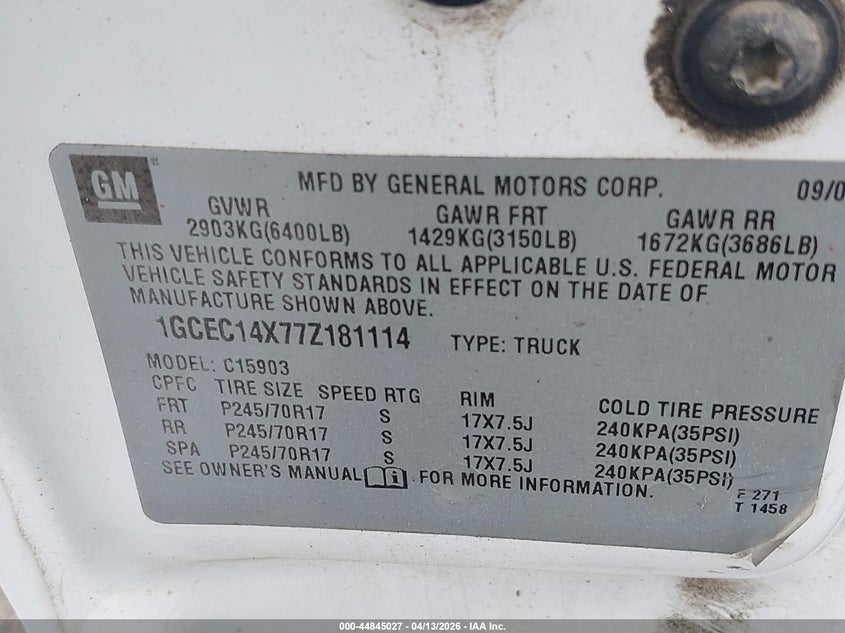 GM ® MFD BY GENERAL MOTORS CORP. 09/0
GVWR GAWR FRT GAWR RR
2903KG(6400LB) 1429KG(3150LB) 1672KG(3686LB)
THIS VEHICLE CONFORMS TO ALL APPLICABLE U.S. FEDERAL MOTOR
VEHICLE SAFETY STANDARDS IN EFFECT ON THE DATE OF
MANUFACTURE SHOWN ABOVE.
1GCEC14X77Z181114 TYPE: TRUCK
MODEL: C15903
CPFC TIRE SIZE SPEED RTG RIM COLD TIRE PRESSURE
FRT P245/70R17 S 17X7.5J 240KPA(35PSI)
RR P245/70R17 S 17X7.5J 240KPA(35PSI)
SPA P245/70R17 S 17X7.5J 240KPA(35PSI)
SEE OWNER'S MANUAL FOR MORE INFORMATION.
F 271
T 1458
000-44845027 - 04/13/2026 - IAA Inc.